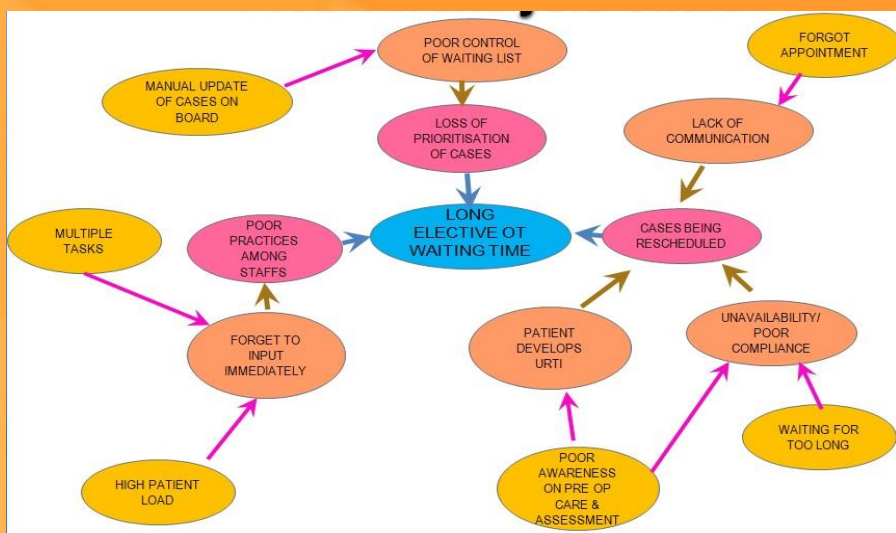 POOR CONTROL
OF WAITING LIST
FORGOT
APPOINTMENT
MANUAL UPDATE
OF CASES ON
BOARD
LOSS OF
PRIORITISATION
OF CASES
LACK OF
COMMUNICATION
MULTIPLE
TASKS
POOR
PRACTICES
AMONG
STAFFS
LONG
ELECTIVE OT
WAITING TIME
CASES BEING
RESCHEDULED
FORGET TO
INPUT
IMMEDIATELY
PATIENT
DEVELOPS
URTI
UNAVAILABILITY/
POOR
COMPLIANCE
HIGH PATIENT
LOAD
POOR
AWARENESS
ON PRE OP
CARE &
ASSESSMENT
WAITING FOR
TOO LONG